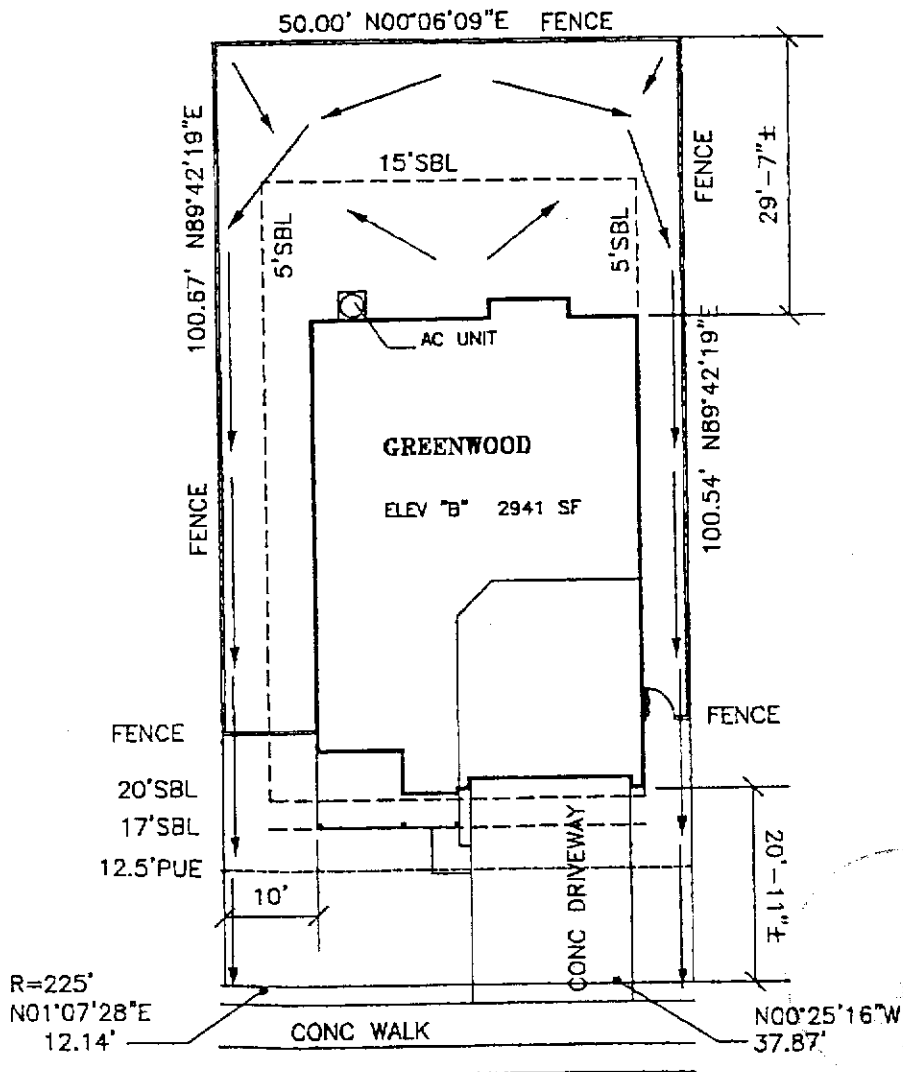 50.00' N00°06'09"E FENCE
100.67' N89°42'19"E
FENCE
29'-7"±
15'SBL
5'SBL
5'SBL
AC UNIT
100.54' N89°42'19"E
GREENWOOD
ELEV "B" 2941 SF
FENCE
FENCE
FENCE
20'SBL
17'SBL
12.5'PUE
10'
CONC DRIVEWAY
20'-11"±
R=225'
N01°07'28"E
12.14'
CONC WALK
N00°25'16"W
37.87'